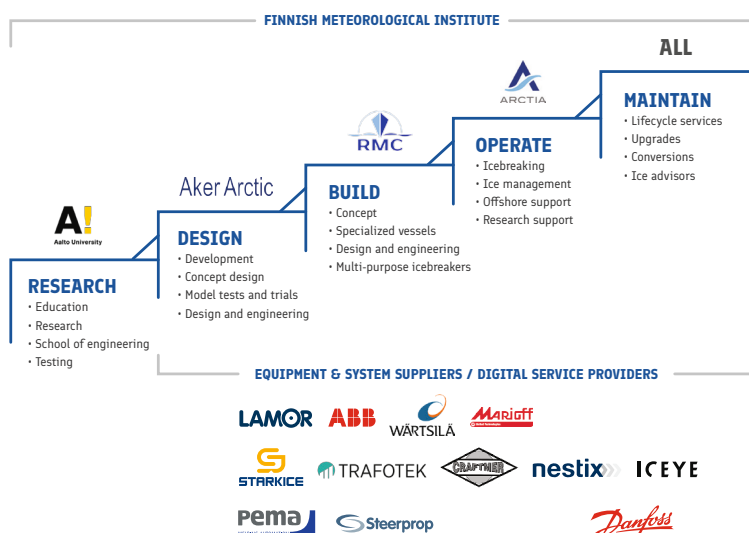 FINNISH METEOROLOGICAL INSTITUTE
ALL
ARCTIA
MAINTAIN
· Lifecycle services
· Upgrades
· Conversions
· Ice advisors
RMC
OPERATE
· Icebreaking
· Ice management
· Offshore support
· Research support
Aker Arctic
BUILD
· Concept
· Specialized vessels
· Design and engineering
· Multi-purpose icebreakers
A!
Aalto University
DESIGN
· Development
· Concept design
· Model tests and trials
· Design and engineering
RESEARCH
· Education
· Research
· School of engineering
· Testing
EQUIPMENT & SYSTEM SUPPLIERS / DIGITAL SERVICE PROVIDERS
LAMOR ABB WÄRTSILÄ MARIOFF
STARKICE TRAFOTEK CRAFTMER nestix ICEYE
pema Steerprop Danfoss